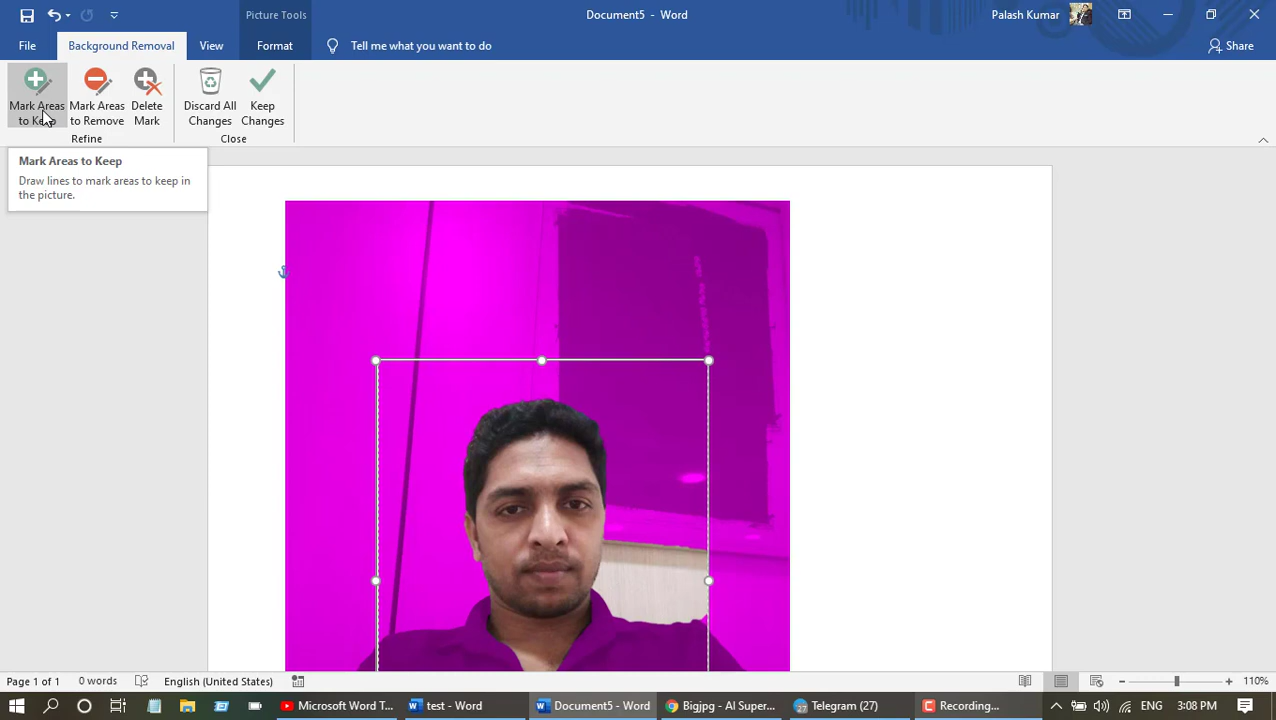 Picture Tools
Document5 - Word
Palash Kumar
File
Background Removal
View
Format
Tell me what you want to do
Share
Mark Areas
to Keep
Mark Areas
to Remove
Delete
Mark
Discard All
Changes
Keep
Changes
Refine
Close
Mark Areas to Keep
Draw lines to mark areas to keep in
the picture.
Page 1 of 1
0 words
English (United States)
110%
Microsoft Word T...
test - Word
Document5 - Word
Bigjpg - AI Super...
27
Telegram (27)
Recording...
3:08 PM